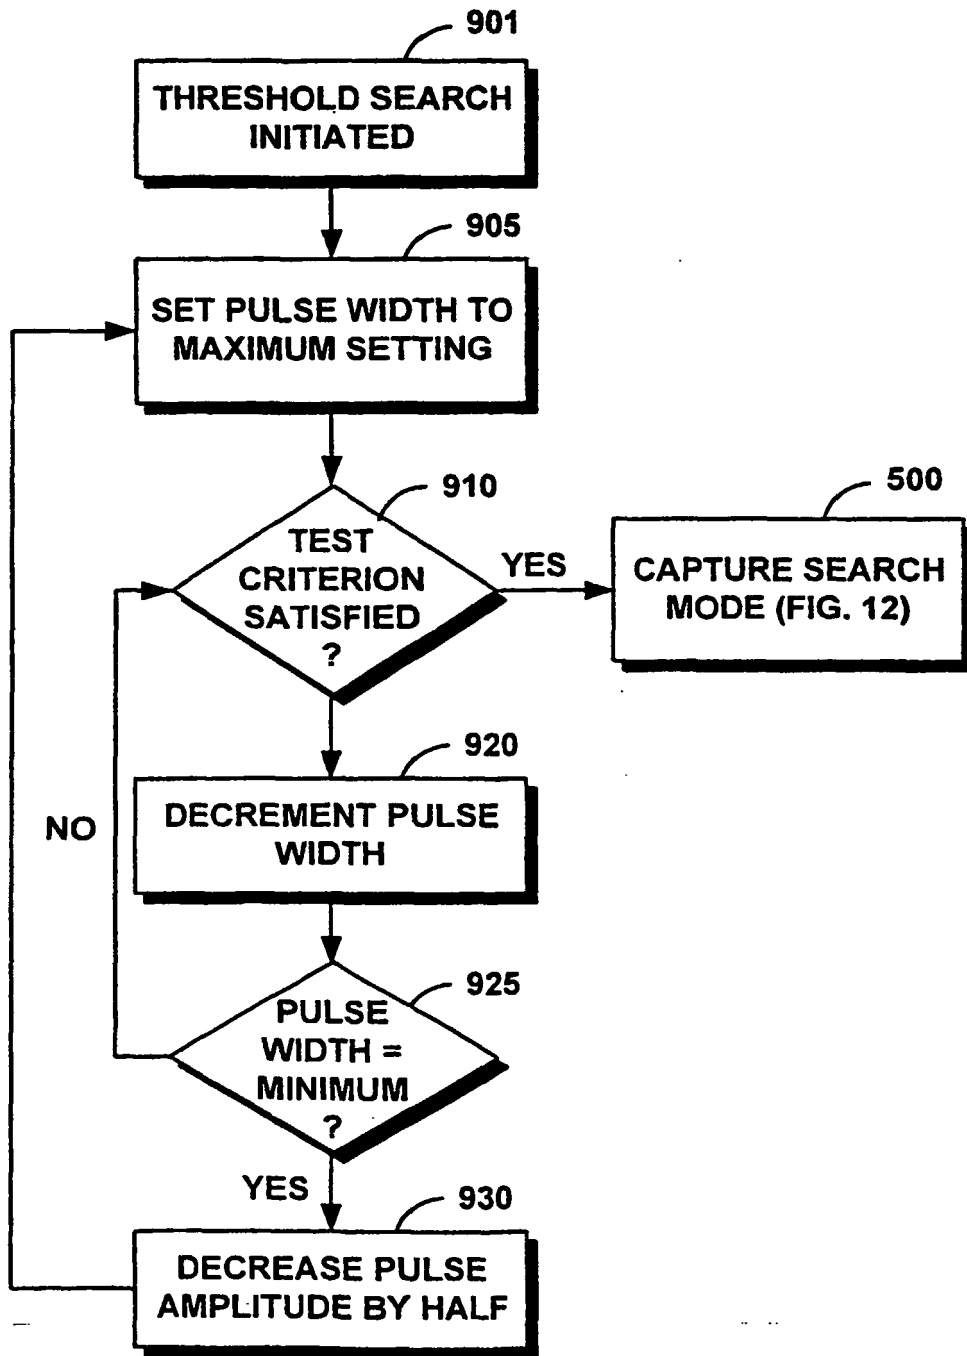 901
THRESHOLD SEARCH
INITIATED
905
SET PULSE WIDTH TO
MAXIMUM SETTING
910
TEST
CRITERION
SATISFIED
?
YES
500
CAPTURE SEARCH
MODE (FIG. 12)
920
DECREMENT PULSE
WIDTH
NO
925
PULSE
WIDTH =
MINIMUM
?
YES
930
DECREASE PULSE
AMPLITUDE BY HALF